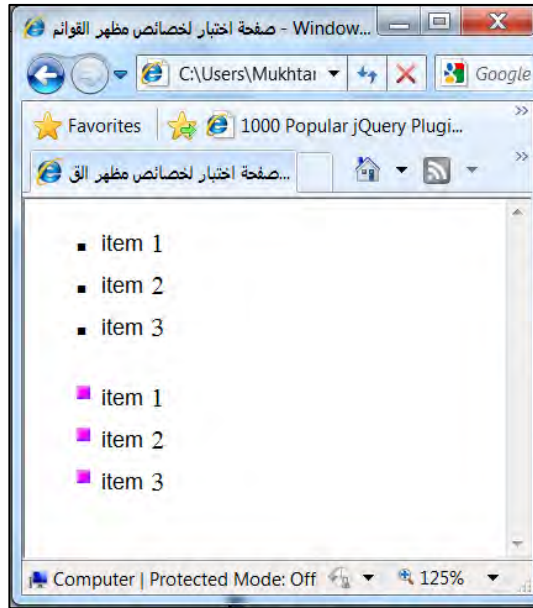 صفحة اختبار لخصائص مظهر القوائم - Window...
C:\Users\Mukhtar
Google
Favorites
1000 Popular jQuery Plugi...
صفحة اختبار لخصائص مظهر الق...
item 1
item 2
item 3
item 1
item 2
item 3
Computer | Protected Mode: Off
125%